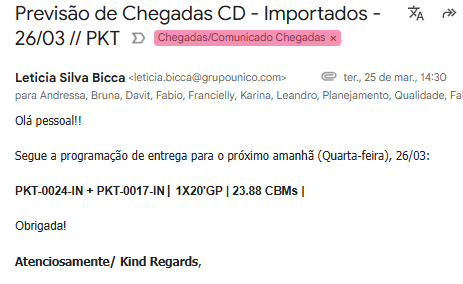 Previsão de Chegadas CD - Importados -
26/03 // PKT Chegadas/Comunicado Chegadas ×
Leticia Silva Bicca <leticia.bicca@grupounico.com> ter., 25 de mar., 14:30
para Andressa, Bruna, Davit, Fabio, Francielly, Karina, Leandro, Planejamento, Qualidade, Fal
Olá pessoal!!
Segue a programação de entrega para o próximo amanhã (Quarta-feira), 26/03:
PKT-0024-IN + PKT-0017-IN | 1X20'GP | 23.88 CBMs |
Obrigada!
Atenciosamente/ Kind Regards,